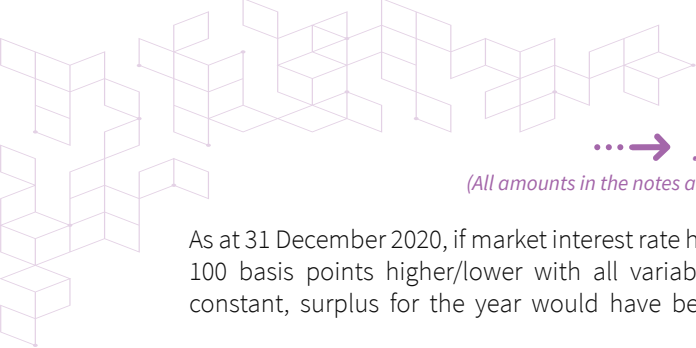 (All amounts in the notes a
As at 31 December 2020, if market interest rate h
100 basis points higher/lower with all variab
constant, surplus for the year would have be